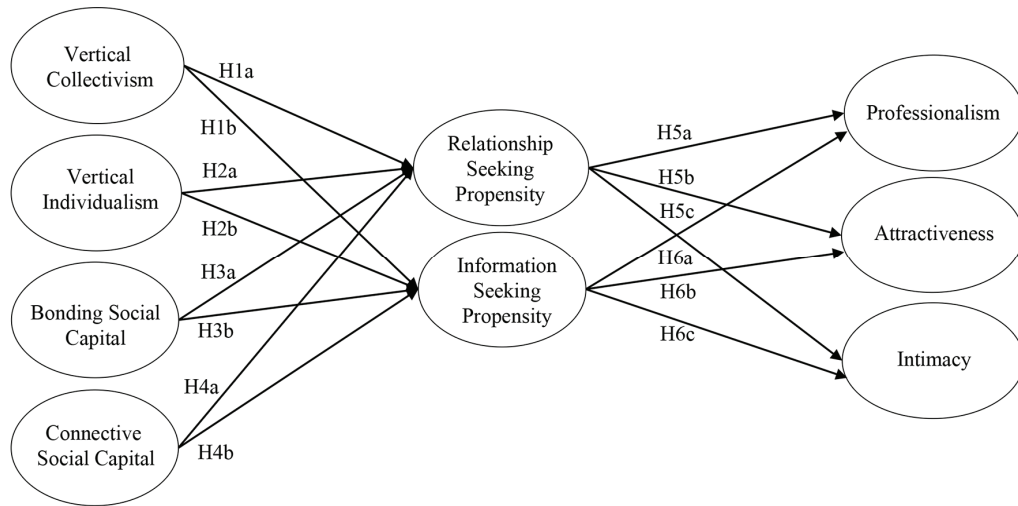 Vertical
Collectivism
Vertical
Individualism
Bonding Social
Capital
Connective
Social Capital
H1a
H1b
H2a
H2b
H3a
H3b
H4a
H4b
Relationship
Seeking
Propensity
Information
Seeking
Propensity
H5a
H5b
H5c
H6a
H6b
H6c
Professionalism
Attractiveness
Intimacy